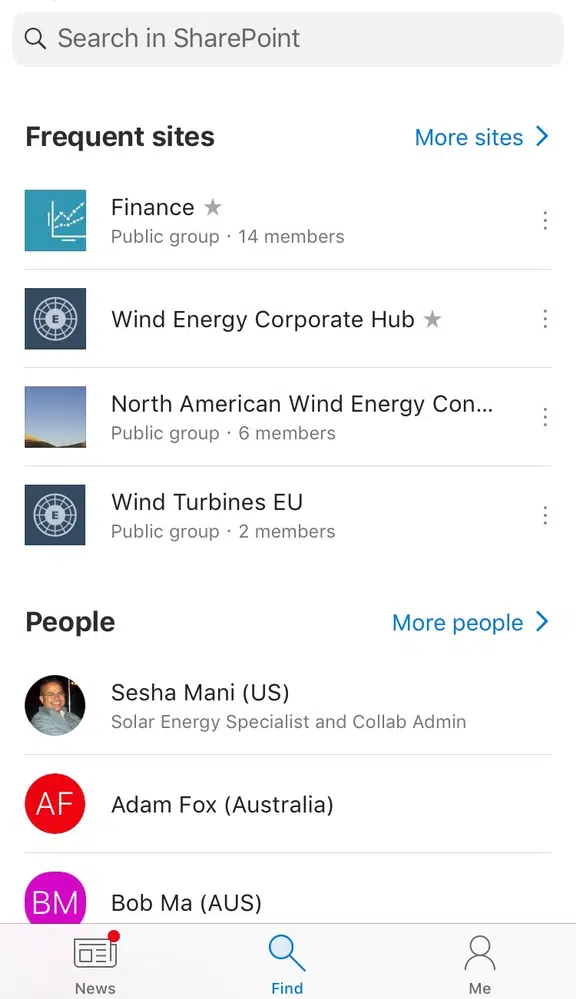 Search in SharePoint
Frequent sites
More sites
Finance
Public group · 14 members
E
Wind Energy Corporate Hub
North American Wind Energy Con...
Public group · 6 members
E
Wind Turbines EU
Public group · 2 members
People
More people
Sesha Mani (US)
Solar Energy Specialist and Collab Admin
AF
Adam Fox (Australia)
BM
Bob Ma (AUS)
News
Find
Me